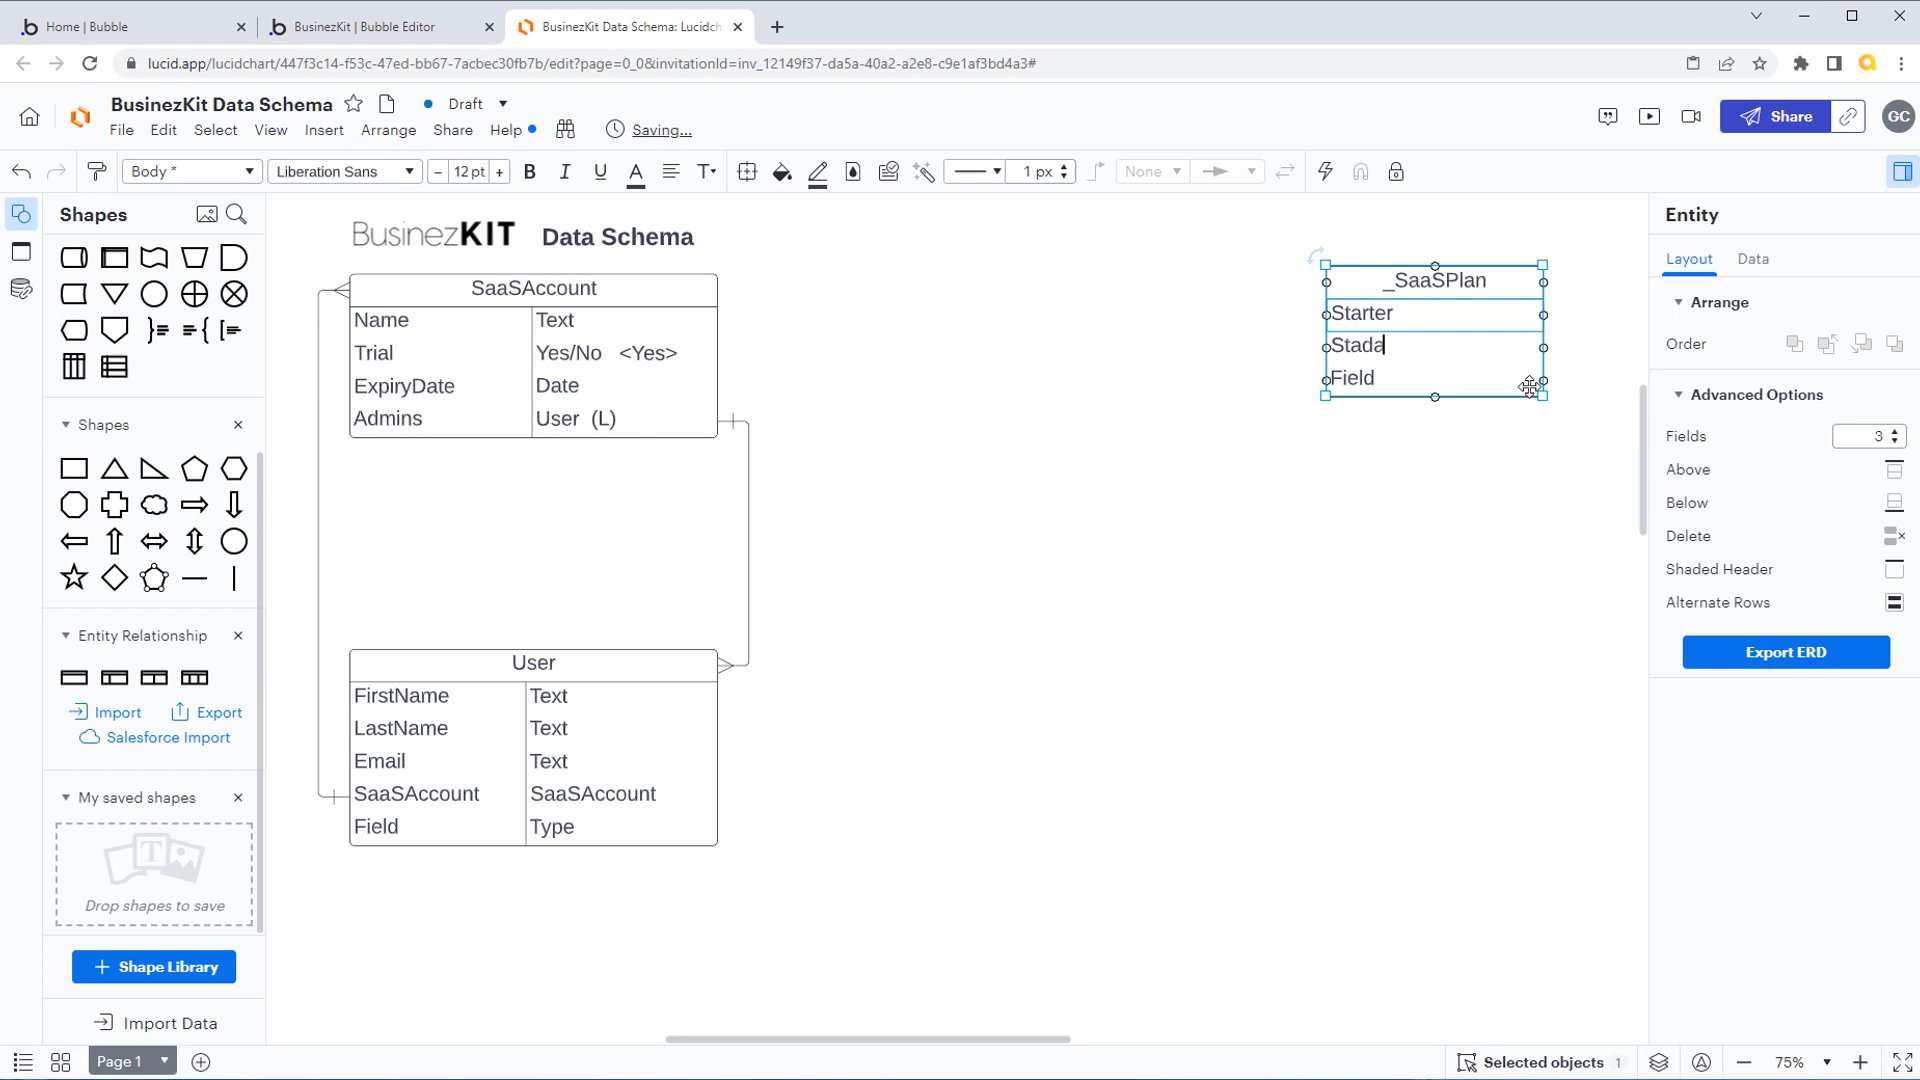 Home | Bubble
BusinezKit | Bubble Editor
BusinezKit Data Schema: Lucidch
lucid.app/lucidchart/447f3c14-f53c-47ed-bb67-7acbec30fb7b/edit?page=0_0&invitationId=inv_12149f37-da5a-40a2-a2e8-c9e1af3bd4a3#
BusinezKit Data Schema
Draft
File Edit Select View Insert Arrange Share Help
Saving...
Share
GC
Body *
Liberation Sans
- 12 pt +
B I U A T
1 px
None
Shapes
Shapes
Entity Relationship
Import
Export
Salesforce Import
My saved shapes
T
Drop shapes to save
+ Shape Library
Import Data
BusinezKIT Data Schema
SaaSAccount
Name Text
Trial Yes/No <Yes>
ExpiryDate Date
Admins User (L)
User
FirstName Text
LastName Text
Email Text
SaaSAccount SaaSAccount
Field Type
_SaaSPlan
Starter
Stada
Field
Entity
Layout Data
Arrange
Order
Advanced Options
Fields 3
Above
Below
Delete
Shaded Header
Alternate Rows
Export ERD
Page 1
Selected objects 1
75%